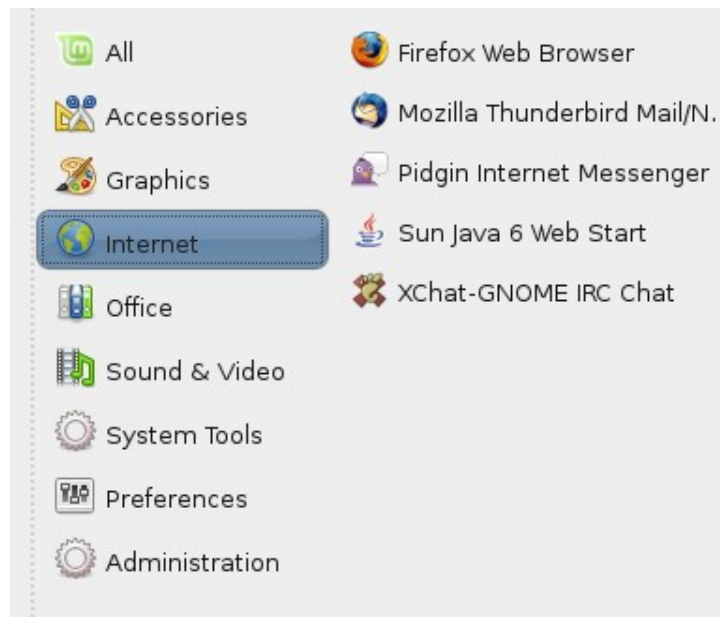 All
Accessories
Graphics
Internet
Office
Sound & Video
System Tools
Preferences
Administration
Firefox Web Browser
Mozilla Thunderbird Mail/N.
Pidgin Internet Messenger
Sun Java 6 Web Start
XChat-GNOME IRC Chat